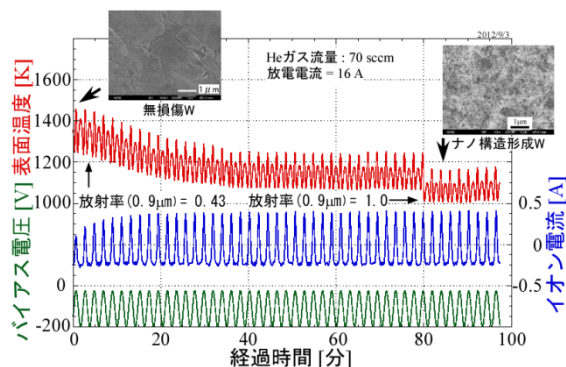 2012/9/3
Heガス流量 : 70 sccm
放電電流 = 16 A
1μm
無損傷W
1μm
ナノ構造形成W
表面温度 [K]
1800
1600
1400
1200
1000
放射率(0.9μm) = 0.43
放射率(0.9μm) = 1.0
バイアス電圧 [V]
0
-200
イオン電流 [A]
0.5
0
-0.5
0
20
40
60
80
100
経過時間 [分]